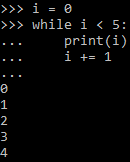 >>> i = 0
>>> while i < 5:
...     print(i)
...     i += 1
...
0
1
2
3
4